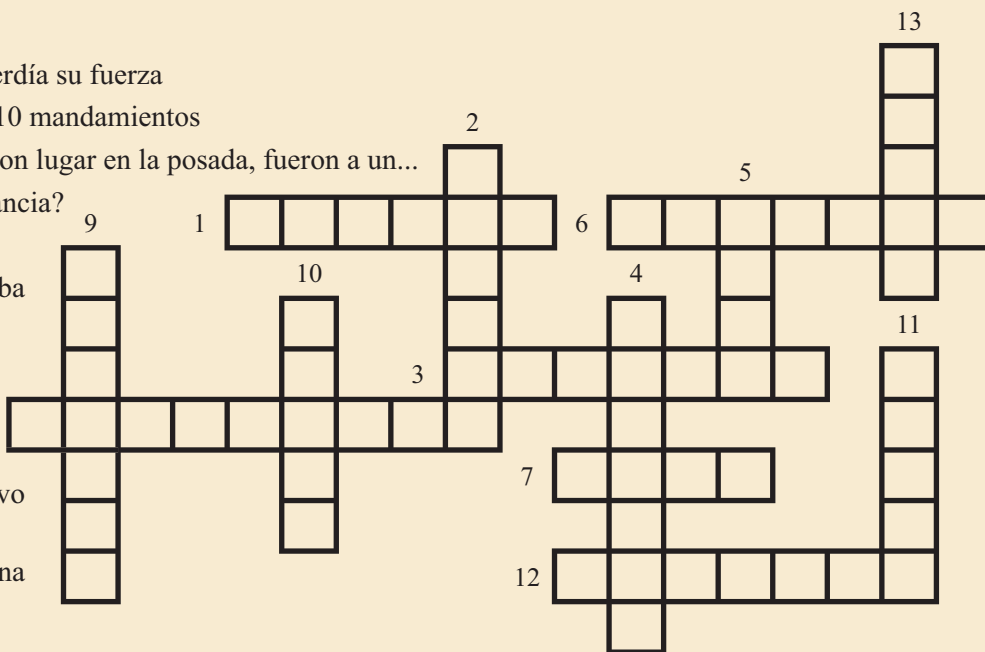 13
erdía su fuerza
10 mandamientos
2
on lugar en la posada, fueron a un...
5
ancia?
9
1
6
10
4
ba
11
3
7
vo
12
na